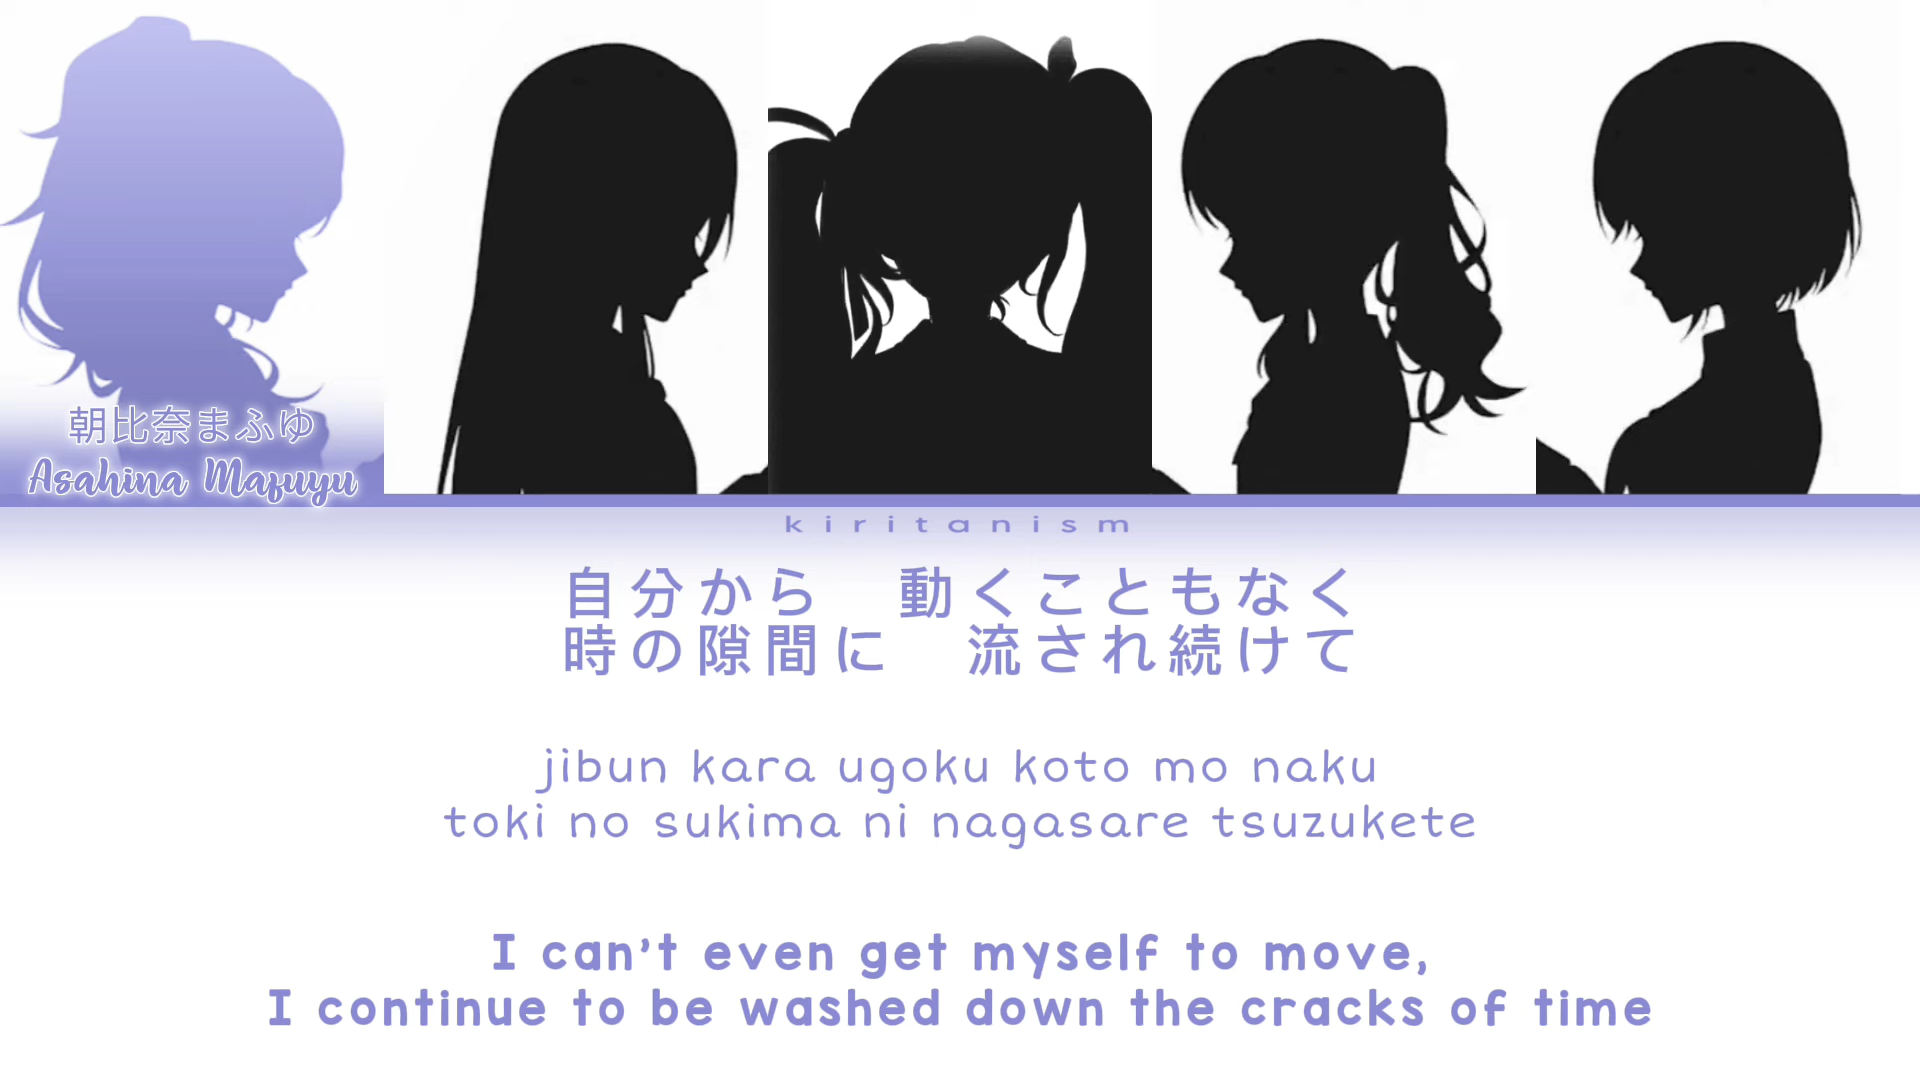 朝比奈まふゆ
Asahina Mafuyu
kiritanism
自分から　動くこともなく
時の隙間に　流され続けて
jibun kara ugoku koto mo naku
toki no sukima ni nagasare tsuzukete
I can't even get myself to move,
I continue to be washed down the cracks of time